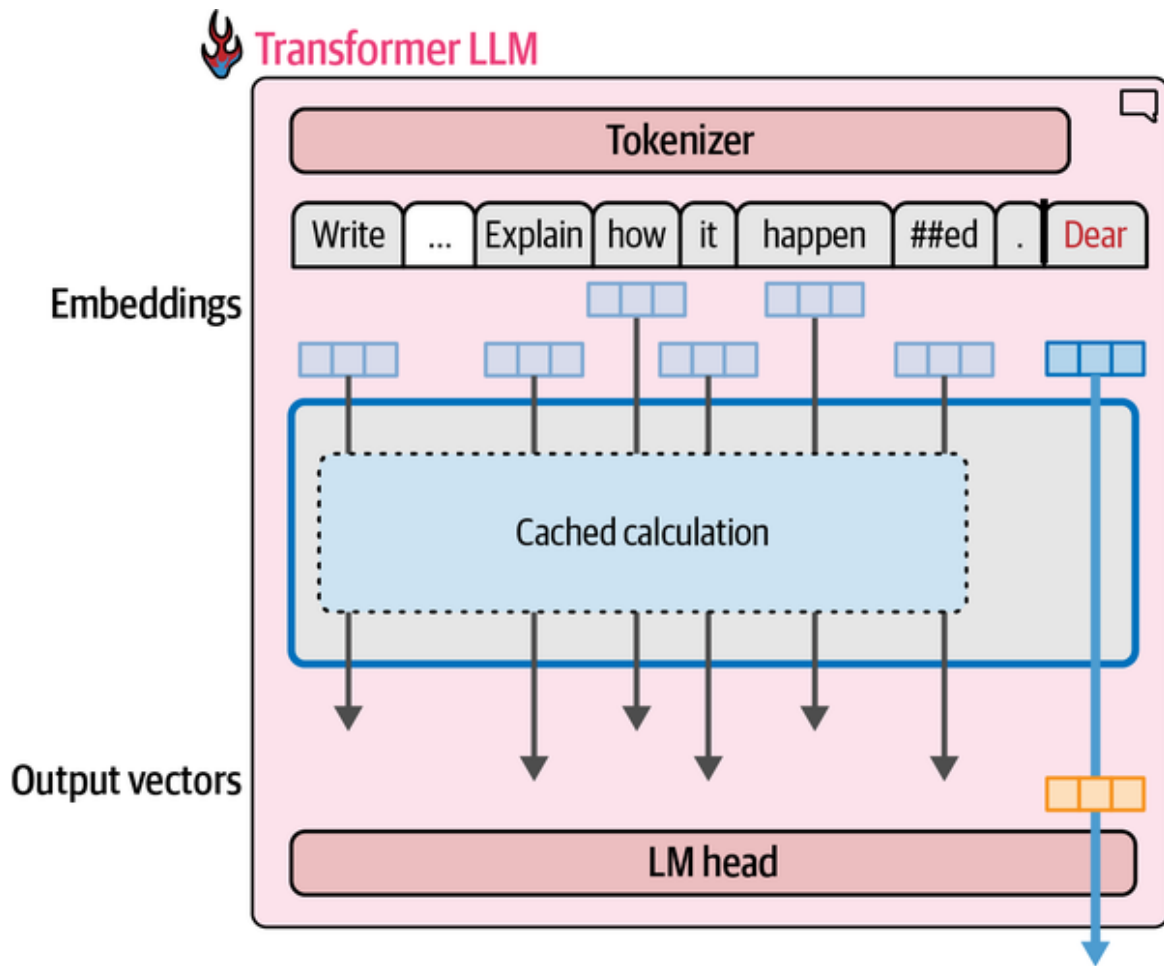 Transformer LLM
Tokenizer
Write ... Explain how it happen ##ed . Dear
Embeddings
Cached calculation
Output vectors
LM head